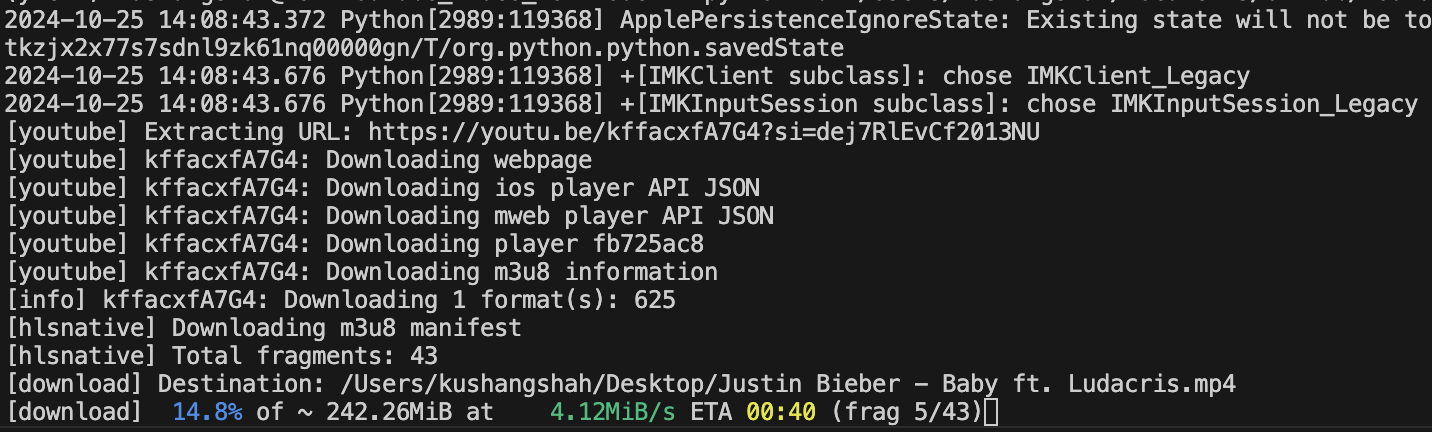 2024-10-25 14:08:43.372 Python[2989:119368] ApplePersistenceIgnoreState: Existing state will not be to
tkzjx2x77s7sdnl9zk61nq00000gn/T/org.python.python.savedState
2024-10-25 14:08:43.676 Python[2989:119368] +[IMKClient subclass]: chose IMKClient_Legacy
2024-10-25 14:08:43.676 Python[2989:119368] +[IMKInputSession subclass]: chose IMKInputSession_Legacy
[youtube] Extracting URL: https://youtu.be/kffacxfA7G4?si=dej7RlEvCf2013NU
[youtube] kffacxfA7G4: Downloading webpage
[youtube] kffacxfA7G4: Downloading ios player API JSON
[youtube] kffacxfA7G4: Downloading mweb player API JSON
[youtube] kffacxfA7G4: Downloading player fb725ac8
[youtube] kffacxfA7G4: Downloading m3u8 information
[info] kffacxfA7G4: Downloading 1 format(s): 625
[hlsnative] Downloading m3u8 manifest
[hlsnative] Total fragments: 43
[download] Destination: /Users/kushangshah/Desktop/Justin Bieber - Baby ft. Ludacris.mp4
[download]  14.8% of ~ 242.26MiB at    4.12MiB/s ETA 00:40 (frag 5/43)